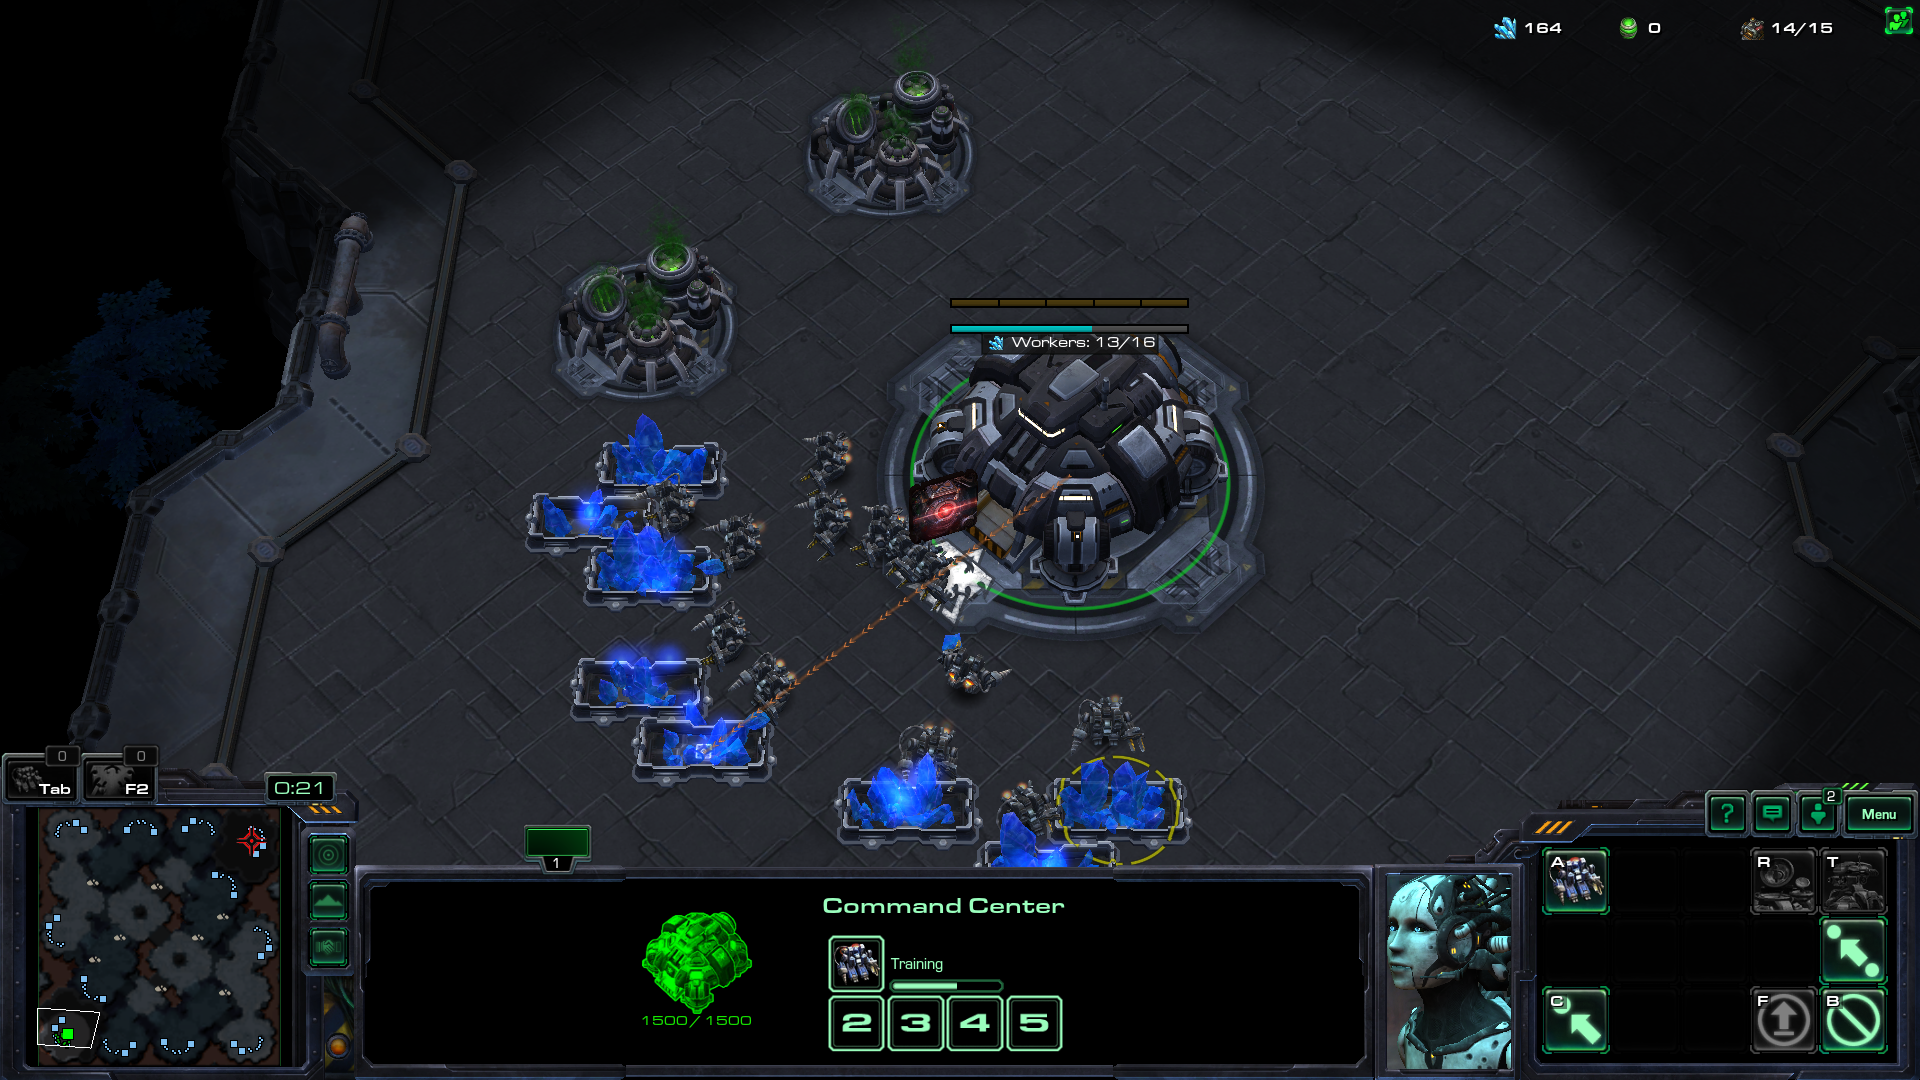 164 0 14/15
Workers: 13/16
0 0
Tab F2
0:21
1
? 2 Menu
Command Center
Training
1500/1500
2 3 4 5
A R T
C F B